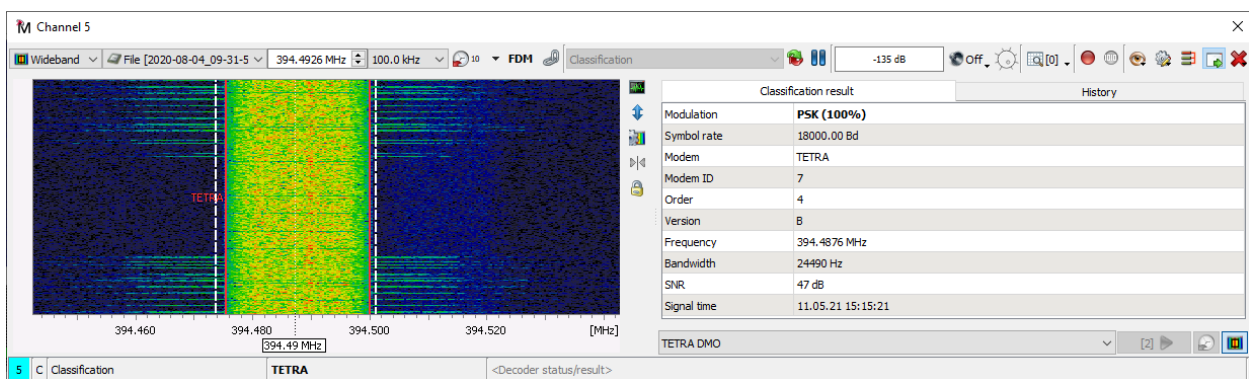 Channel 5
Wideband File [2020-08-04_09-31-5 394.4926 MHz 100.0 kHz 10 FDM Classification -135 dB Off [0]
Classification result History
Modulation PSK (100%)
Symbol rate 18000.00 Bd
Modem TETRA
Modem ID 7
Order 4
Version B
Frequency 394.4876 MHz
Bandwidth 24490 Hz
SNR 47 dB
Signal time 11.05.21 15:15:21
TETRA
394.460 394.480 394.500 394.520 [MHz]
394.49 MHz
TETRA DMO [2]
5 C Classification TETRA <Decoder status/result>